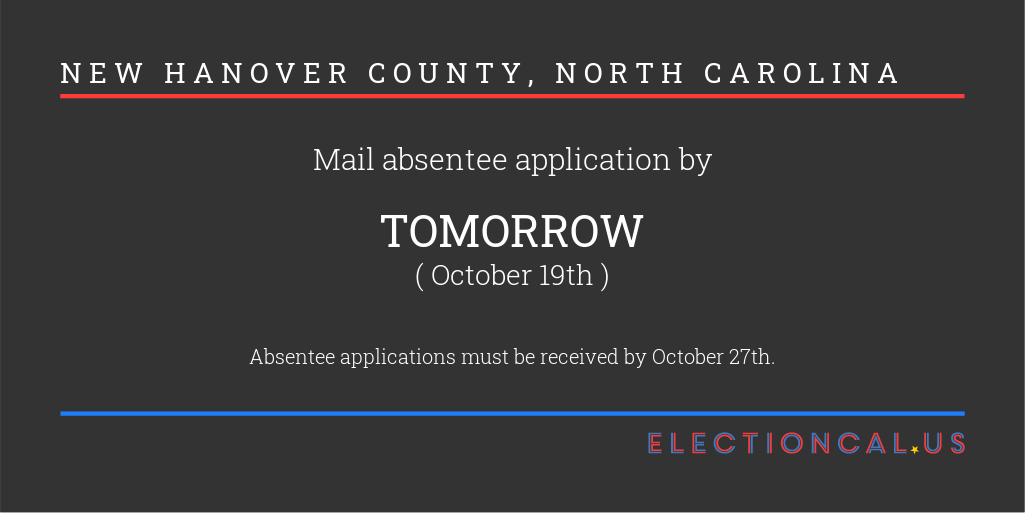 NEW HANOVER COUNTY, NORTH CAROLINA
Mail absentee application by
TOMORROW
( October 19th )
Absentee applications must be received by October 27th.
ELECTIONCAL.US